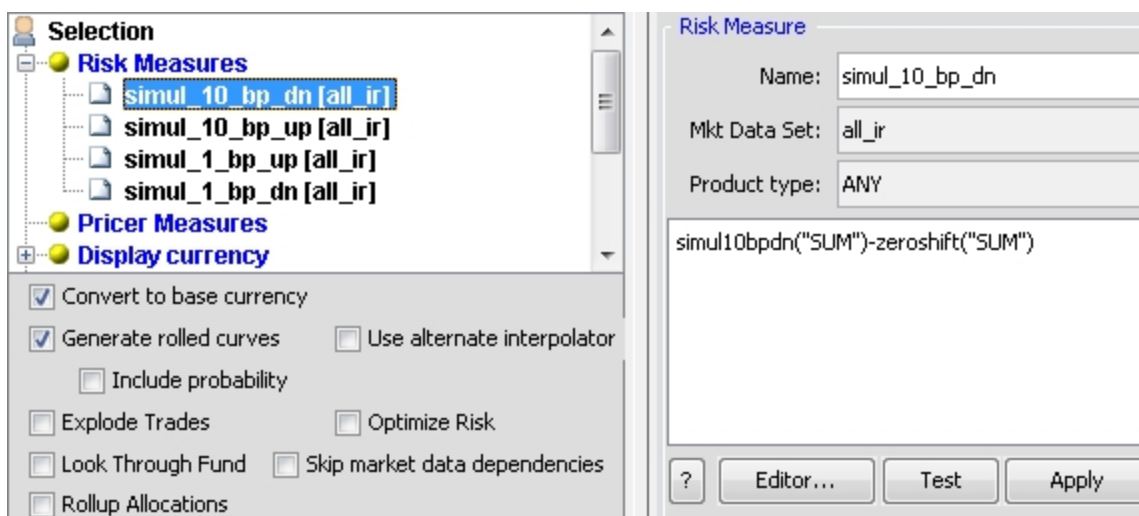 Selection
Risk Measures
simul_10_bp_dn [all_ir]
simul_10_bp_up [all_ir]
simul_1_bp_up [all_ir]
simul_1_bp_dn [all_ir]
Pricer Measures
Display currency
Convert to base currency
Generate rolled curves Use alternate interpolator
Include probability
Explode Trades Optimize Risk
Look Through Fund Skip market data dependencies
Rollup Allocations
Risk Measure
Name: simul_10_bp_dn
Mkt Data Set: all_ir
Product type: ANY
simul10bpdn("SUM")-zeroshift("SUM")
? Editor... Test Apply